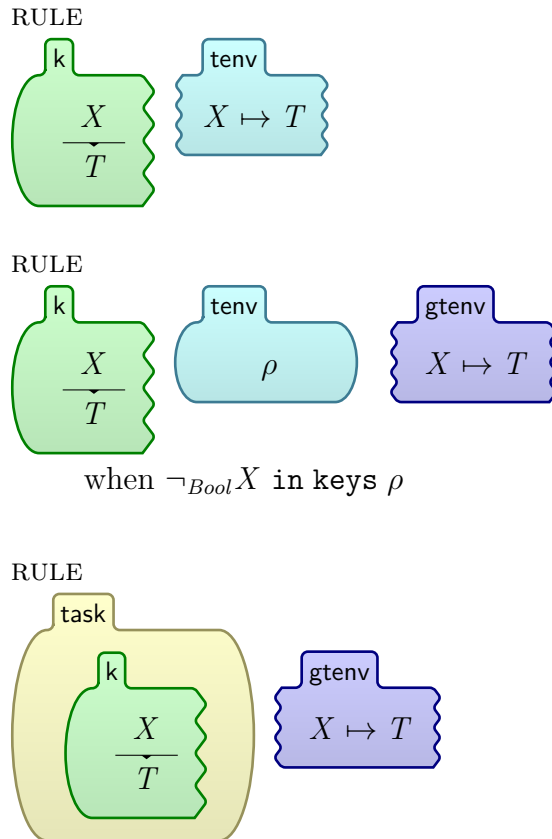 RULE
k tenv
X X ↦ T
T
RULE
k tenv gtenv
X ρ X ↦ T
T
when ¬Bool X in keys ρ
RULE
task
k gtenv
X X ↦ T
T